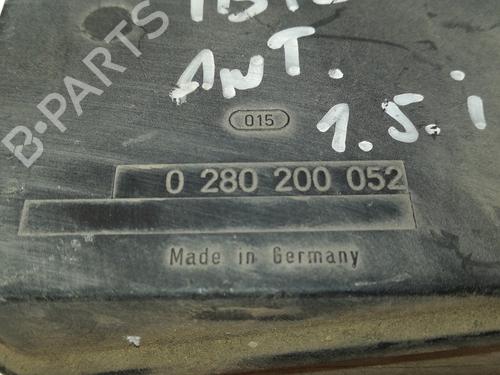 ANT.
1.5.i
015
0 280 200 052
Made in Germany
B-PARTS